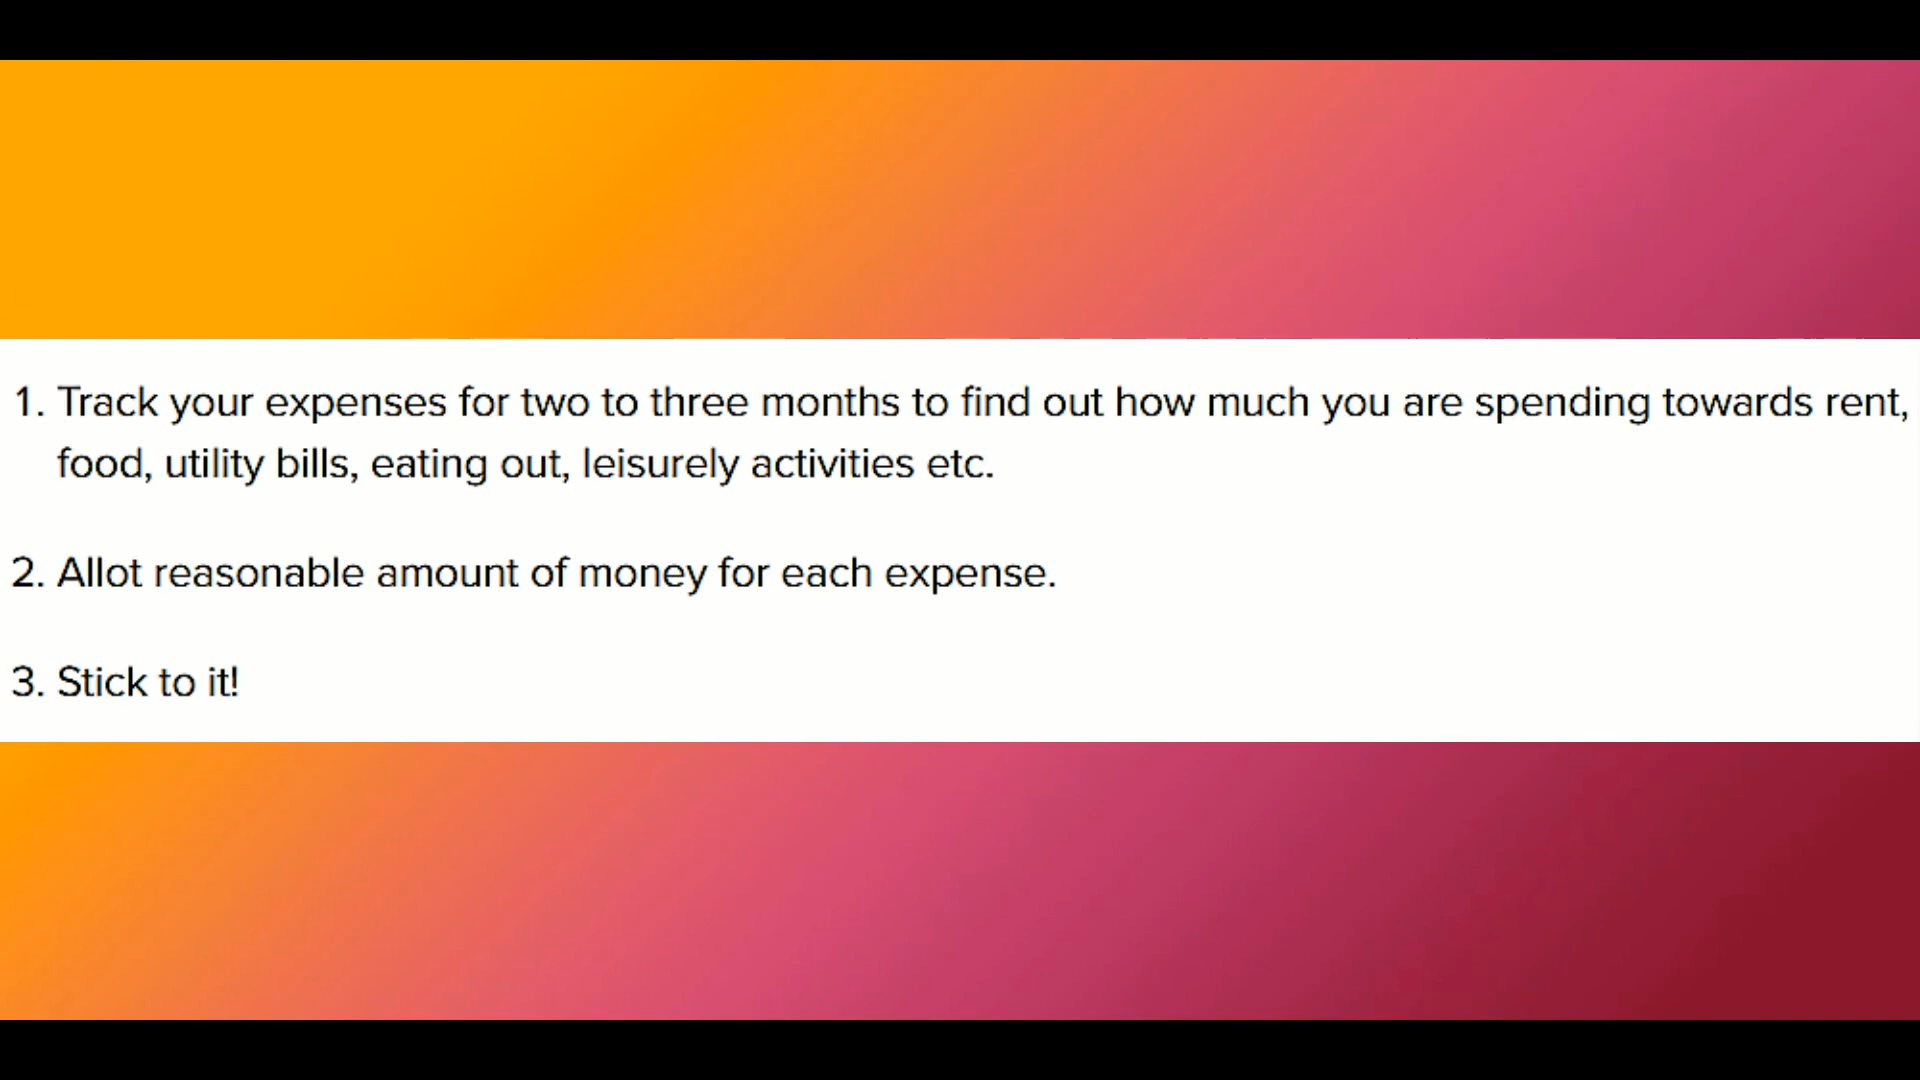 1. Track your expenses for two to three months to find out how much you are spending towards rent,
food, utility bills, eating out, leisurely activities etc.
2. Allot reasonable amount of money for each expense.
3. Stick to it!